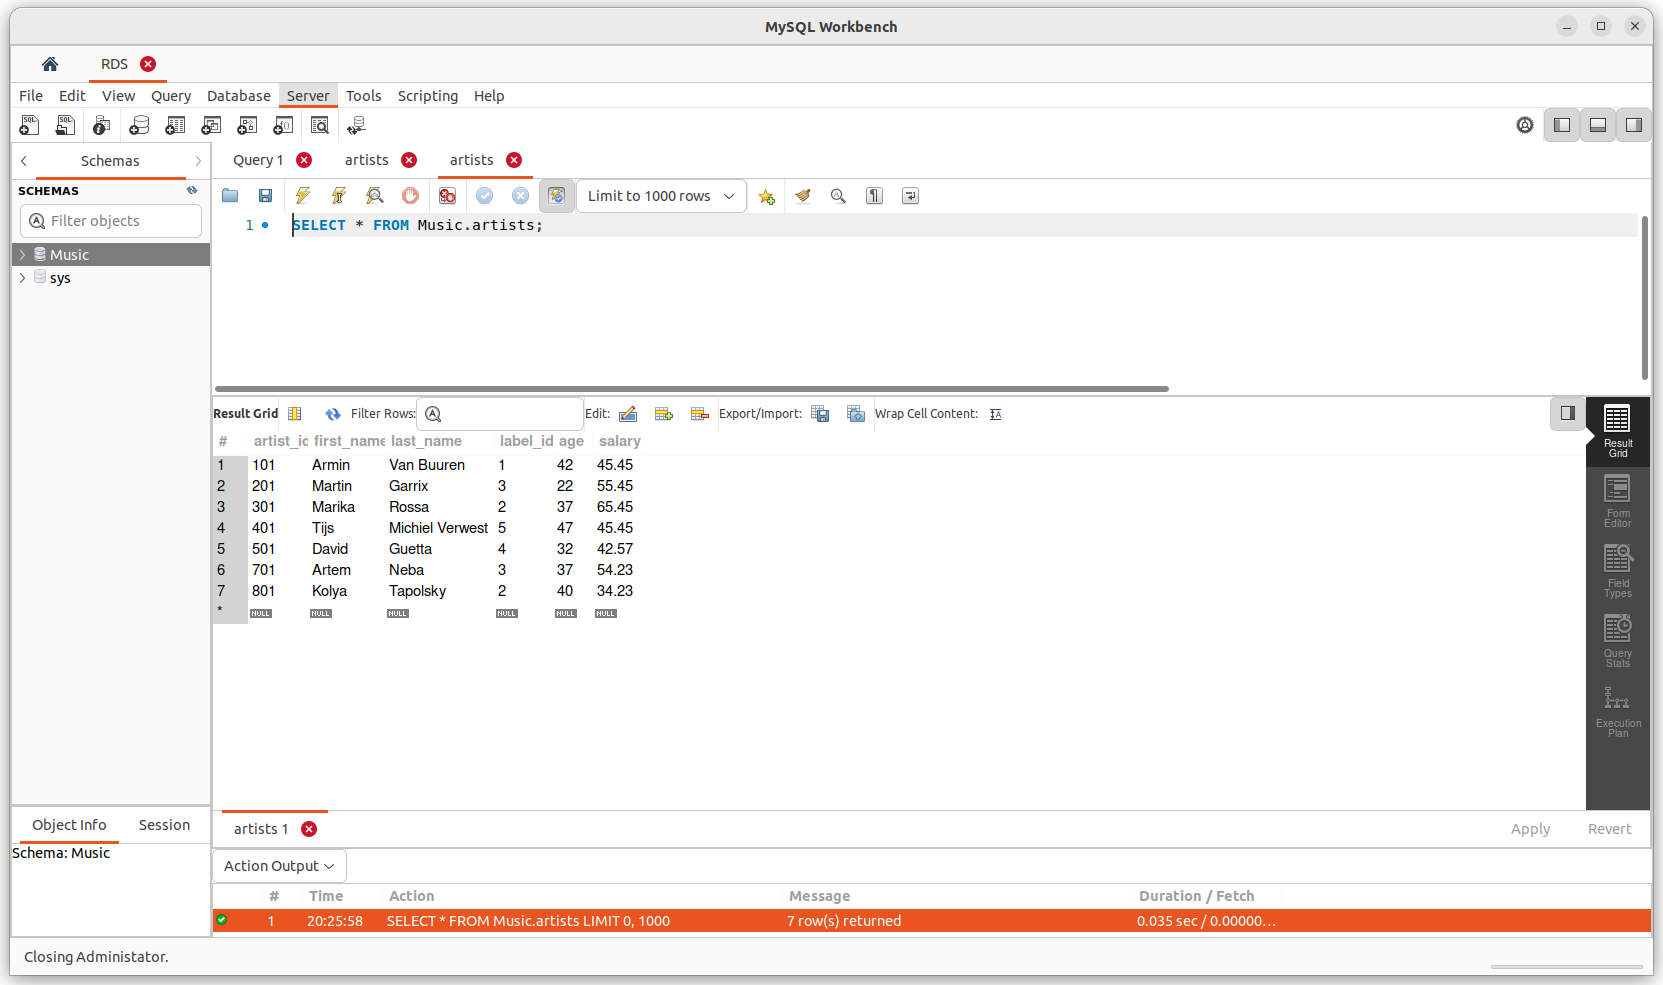 MySQL Workbench
RDS
File Edit View Query Database Server Tools Scripting Help
Schemas
Query 1 artists artists
SCHEMAS
Filter objects
Music
sys
Limit to 1000 rows
1 SELECT * FROM Music.artists;
Result Grid Filter Rows: Edit: Export/Import: Wrap Cell Content:
# artist_id first_name last_name label_id age salary
1 101 Armin Van Buuren 1 42 45.45
2 201 Martin Garrix 3 22 55.45
3 301 Marika Rossa 2 37 65.45
4 401 Tijs Michiel Verwest 5 47 45.45
5 501 David Guetta 4 32 42.57
6 701 Artem Neba 3 37 54.23
7 801 Kolya Tapolsky 2 40 34.23
* NULL NULL NULL NULL NULL NULL
Result
Grid
Form
Editor
Field
Types
Query
Stats
Execution
Plan
artists 1
Apply Revert
Object Info Session
Schema: Music
Action Output
# Time Action Message Duration / Fetch
1 20:25:58 SELECT * FROM Music.artists LIMIT 0, 1000 7 row(s) returned 0.035 sec / 0.00000...
Closing Administator.